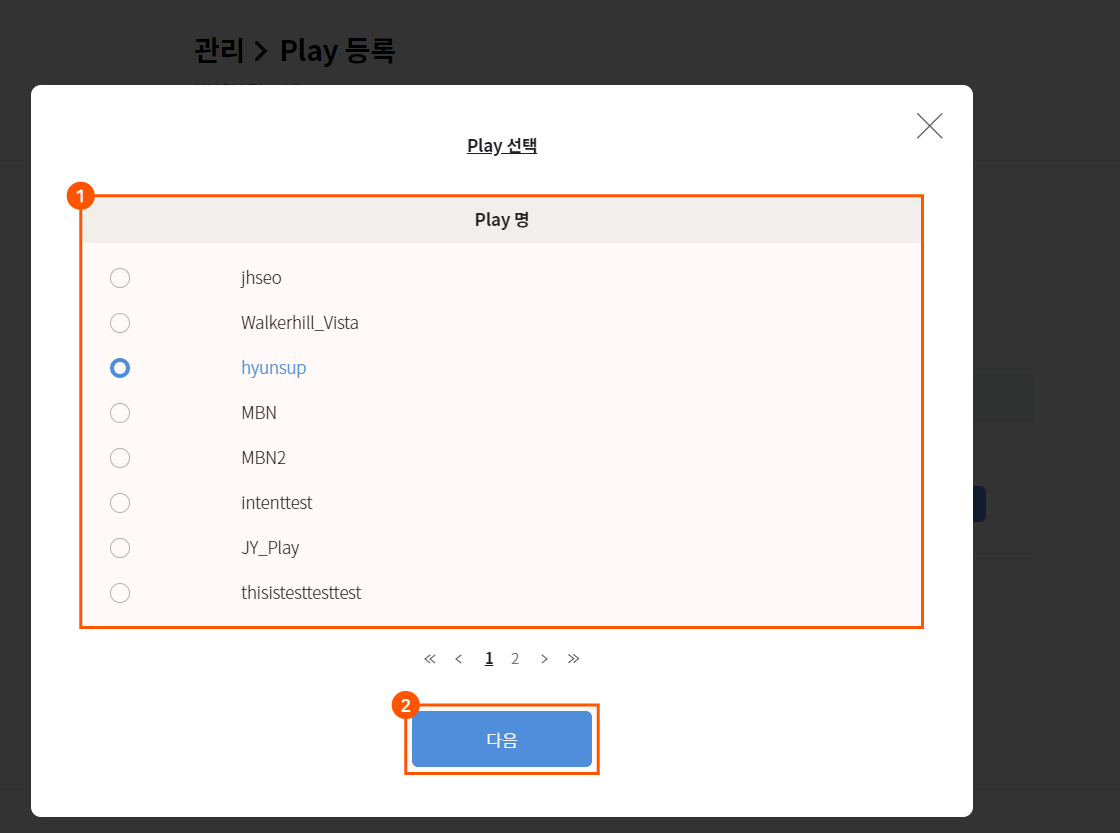 관리 > Play 등록
Play 선택
1
Play 명
jhseo
Walkerhill_Vista
hyunsup
MBN
MBN2
intenttest
JY_Play
thisistesttesttest
« < 1 2 > »
2
다음